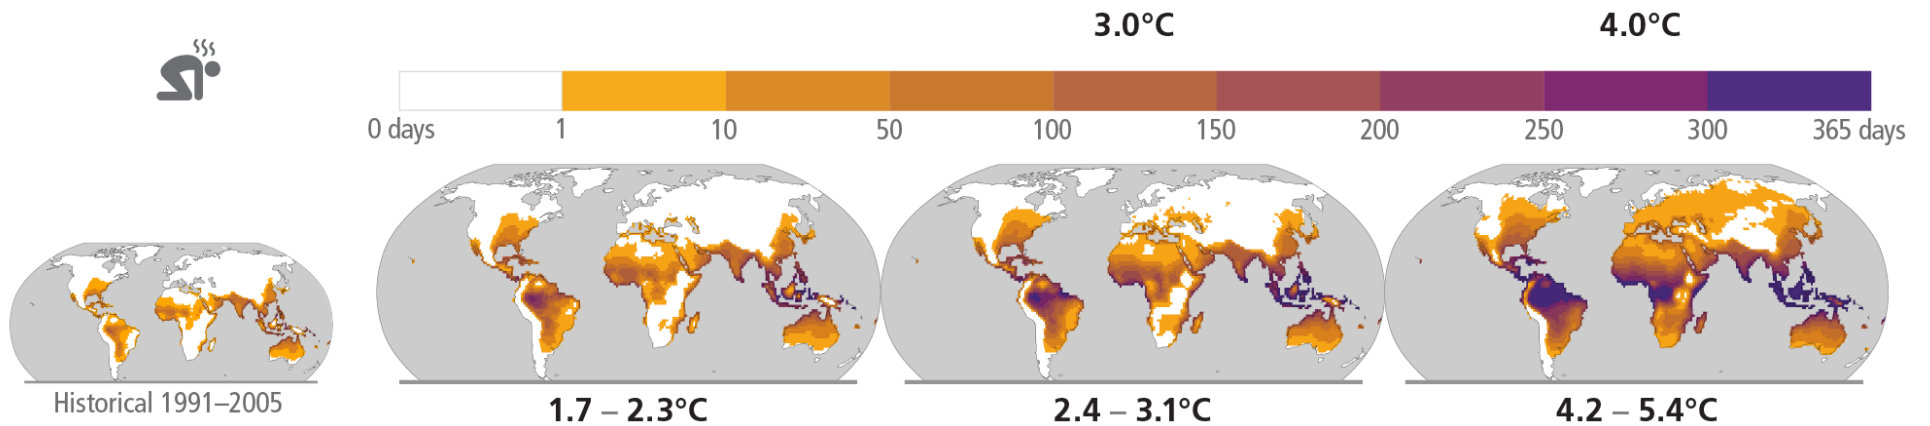 3.0°C
4.0°C
0 days 1 10 50 100 150 200 250 300 365 days
Historical 1991–2005
1.7 – 2.3°C
2.4 – 3.1°C
4.2 – 5.4°C